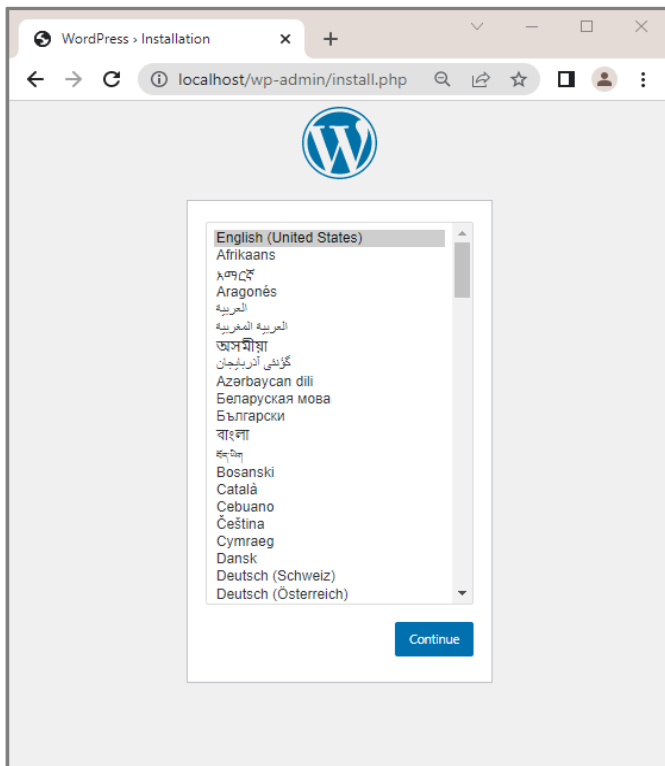 WordPress › Installation
localhost/wp-admin/install.php
English (United States)
Afrikaans
አማርኛ
Aragonés
العربية
العربية المغربية
অসমীয়া
گؤنئی آذربایجان
Azərbaycan dili
Беларуская мова
Български
বাংলা
བོད་ཡིག
Bosanski
Català
Cebuano
Čeština
Cymraeg
Dansk
Deutsch (Schweiz)
Deutsch (Österreich)
Continue